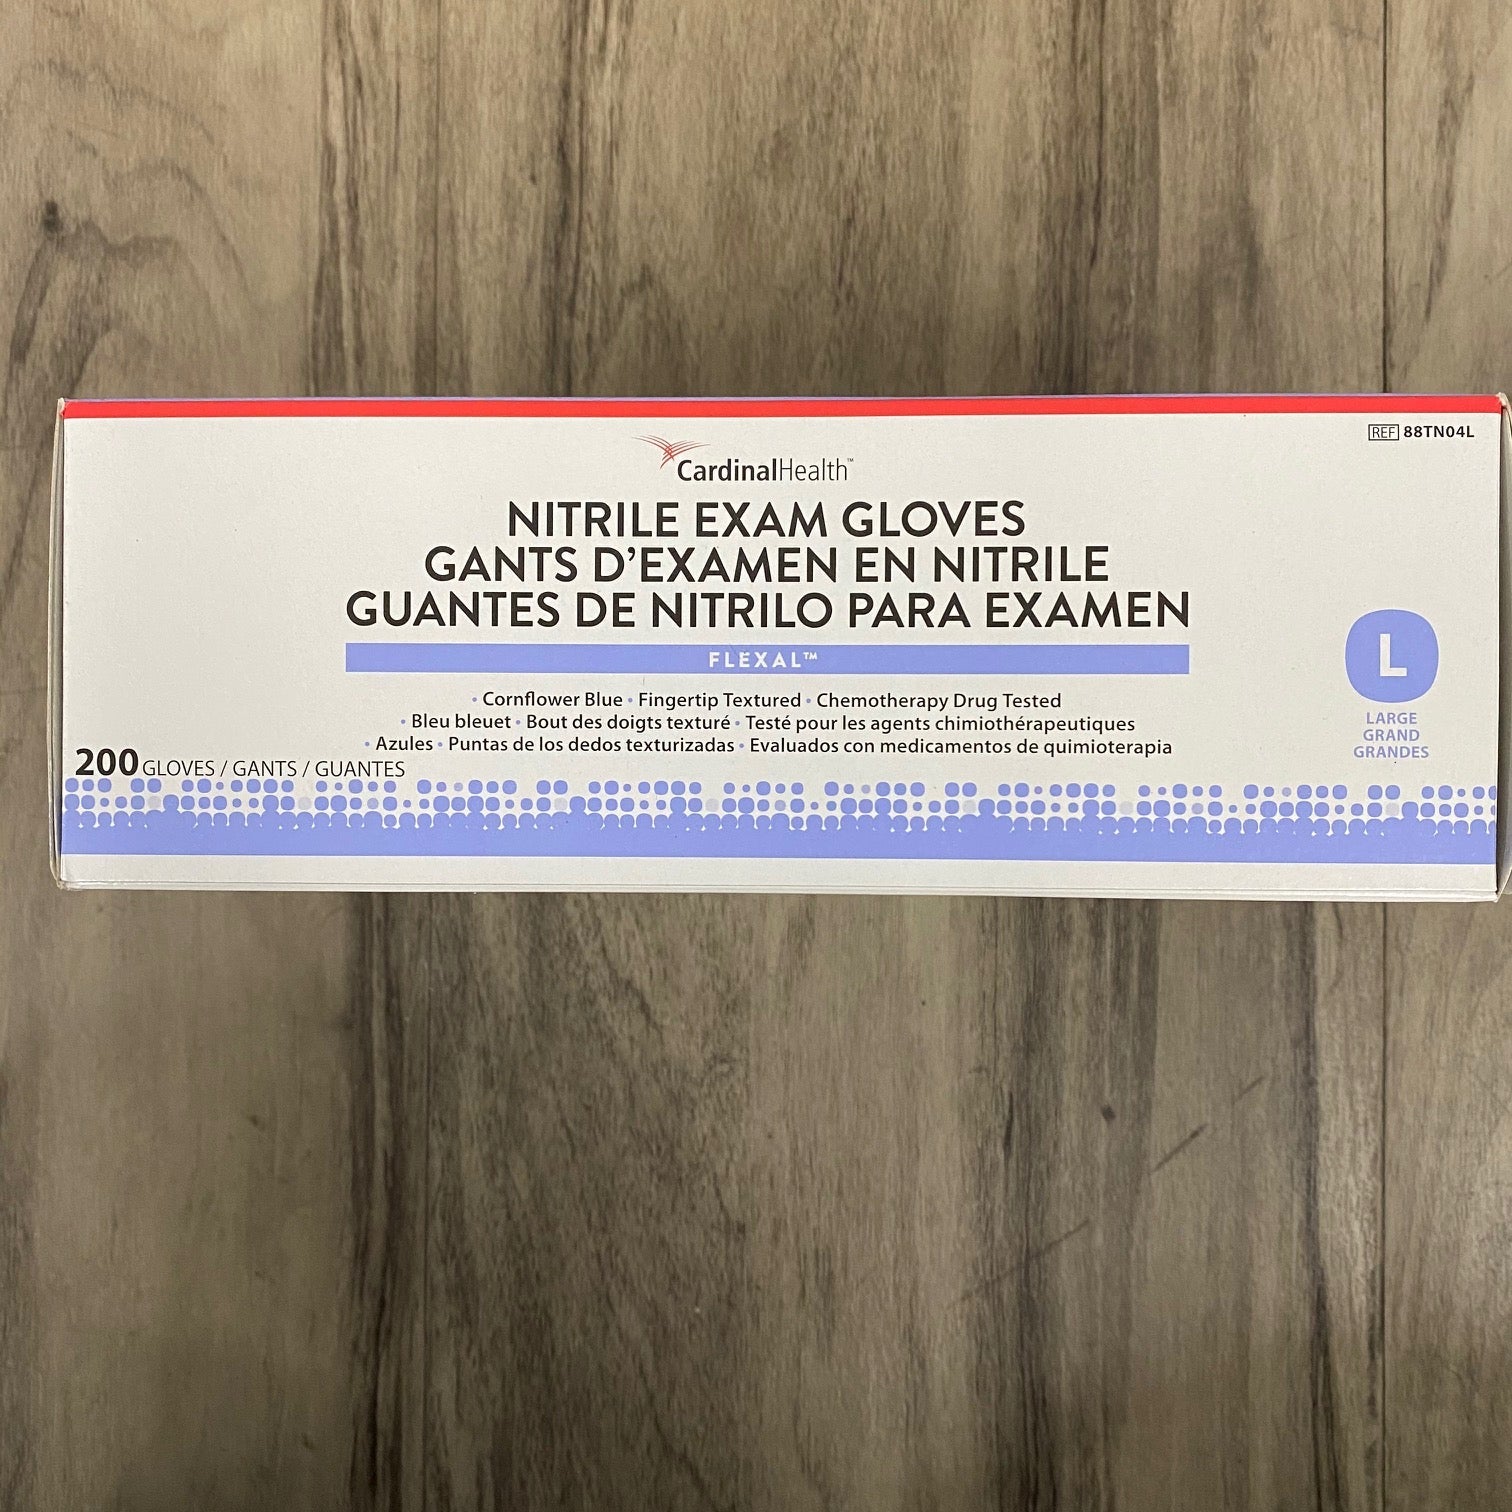 REF 88TN04L
CardinalHealth™
NITRILE EXAM GLOVES
GANTS D'EXAMEN EN NITRILE
GUANTES DE NITRILO PARA EXAMEN
FLEXAL™
• Cornflower Blue • Fingertip Textured • Chemotherapy Drug Tested
• Bleu bleuet • Bout des doigts texturé • Testé pour les agents chimiothérapeutiques
• Azules • Puntas de los dedos texturizadas • Evaluados con medicamentos de quimioterapia
200 GLOVES / GANTS / GUANTES
L
LARGE
GRAND
GRANDES